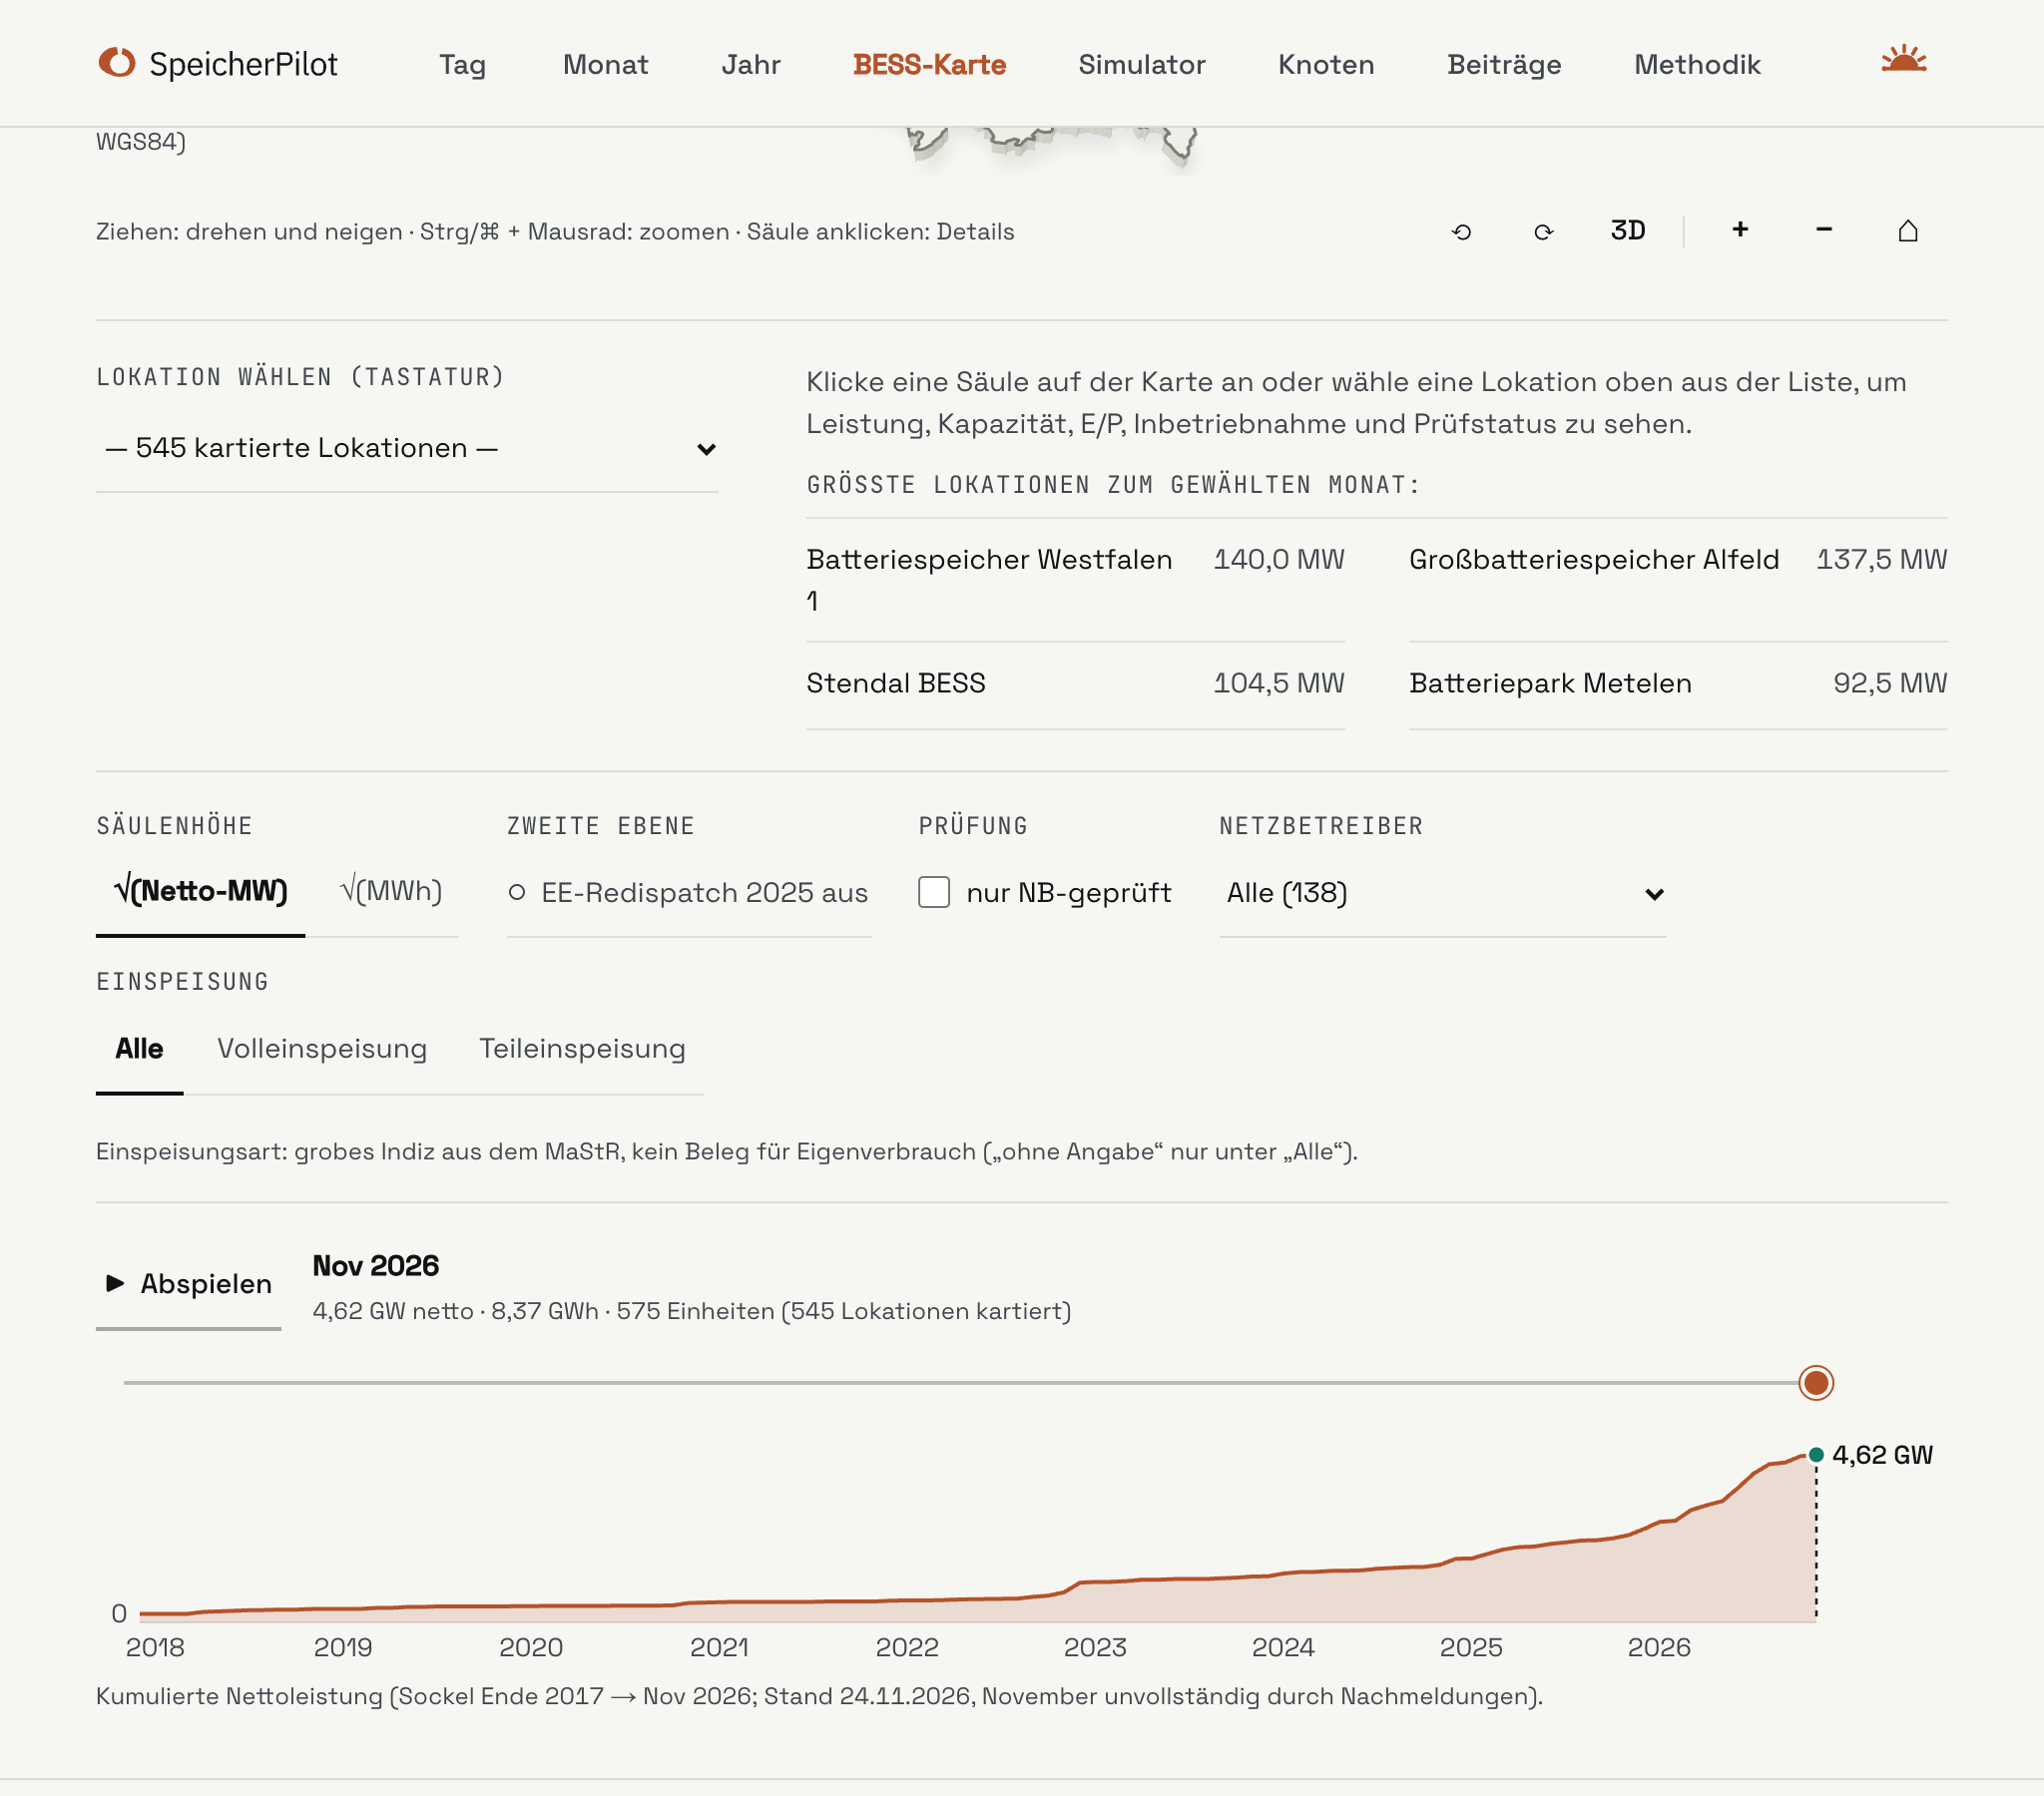 SpeicherPilot
Tag
Monat
Jahr
BESS-Karte
Simulator
Knoten
Beiträge
Methodik
WGS84)
Ziehen: drehen und neigen · Strg/⌘ + Mausrad: zoomen · Säule anklicken: Details
⟲ ⟳ 3D + − ⌂
LOKATION WÄHLEN (TASTATUR)
— 545 kartierte Lokationen —
Klicke eine Säule auf der Karte an oder wähle eine Lokation oben aus der Liste, um
Leistung, Kapazität, E/P, Inbetriebnahme und Prüfstatus zu sehen.
GRÖSSTE LOKATIONEN ZUM GEWÄHLTEN MONAT:
Batteriespeicher Westfalen 140,0 MW
1
Großbatteriespeicher Alfeld 137,5 MW
Stendal BESS 104,5 MW
Batteriepark Metelen 92,5 MW
SÄULENHÖHE
√(Netto-MW) √(MWh)
ZWEITE EBENE
EE-Redispatch 2025 aus
PRÜFUNG
nur NB-geprüft
NETZBETREIBER
Alle (138)
EINSPEISUNG
Alle Volleinspeisung Teileinspeisung
Einspeisungsart: grobes Indiz aus dem MaStR, kein Beleg für Eigenverbrauch („ohne Angabe“ nur unter „Alle“).
▶ Abspielen
Nov 2026
4,62 GW netto · 8,37 GWh · 575 Einheiten (545 Lokationen kartiert)
4,62 GW
0
2018 2019 2020 2021 2022 2023 2024 2025 2026
Kumulierte Nettoleistung (Sockel Ende 2017 → Nov 2026; Stand 24.11.2026, November unvollständig durch Nachmeldungen).